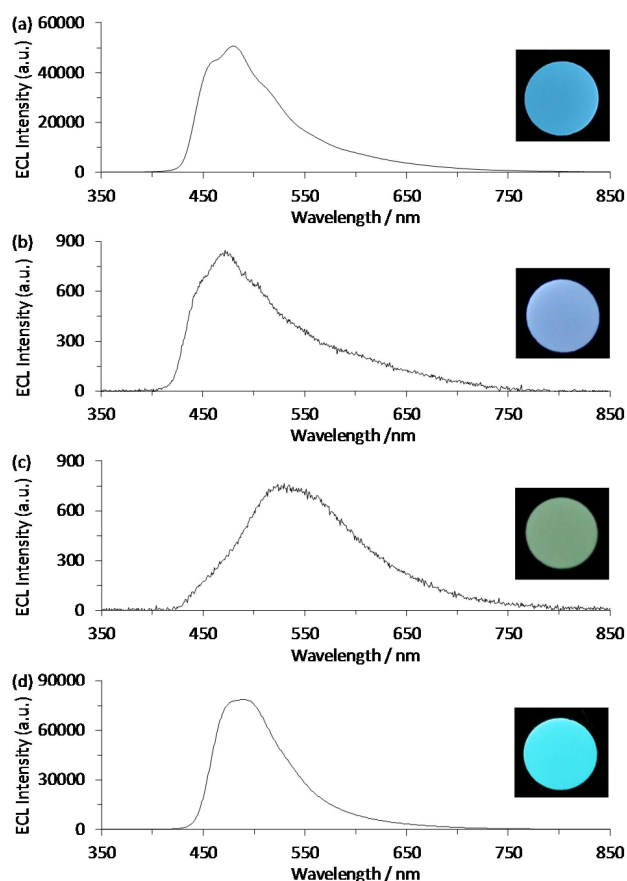 (a)
60000
40000
20000
0
ECL Intensity (a.u.)
350 450 550 650 750 850
Wavelength / nm
(b)
900
600
300
0
ECL Intensity (a.u.)
350 450 550 650 750 850
Wavelength /nm
(c)
900
600
300
0
ECL Intensity (a.u.)
350 450 550 650 750 850
Wavelength / nm
(d)
90000
60000
30000
0
ECL Intensity (a.u.)
350 450 550 650 750 850
Wavelength / nm